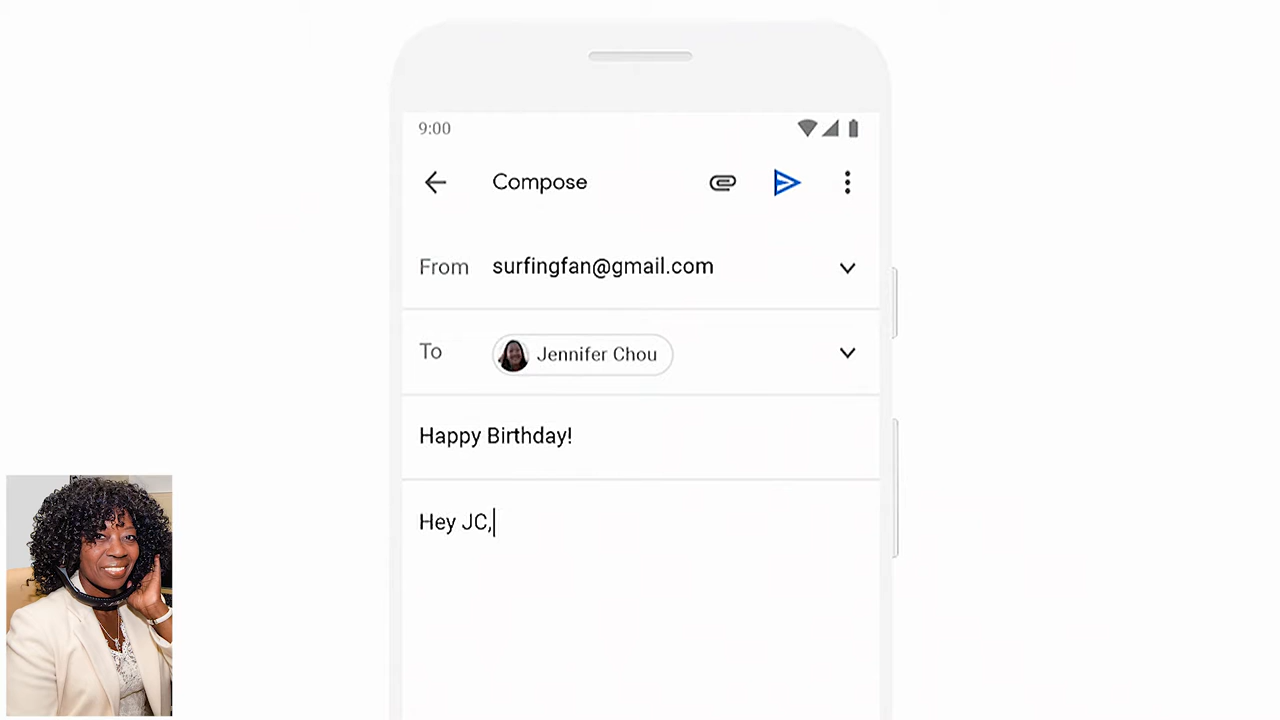 9:00
Compose
From surfingfan@gmail.com
To Jennifer Chou
Happy Birthday!
Hey JC,